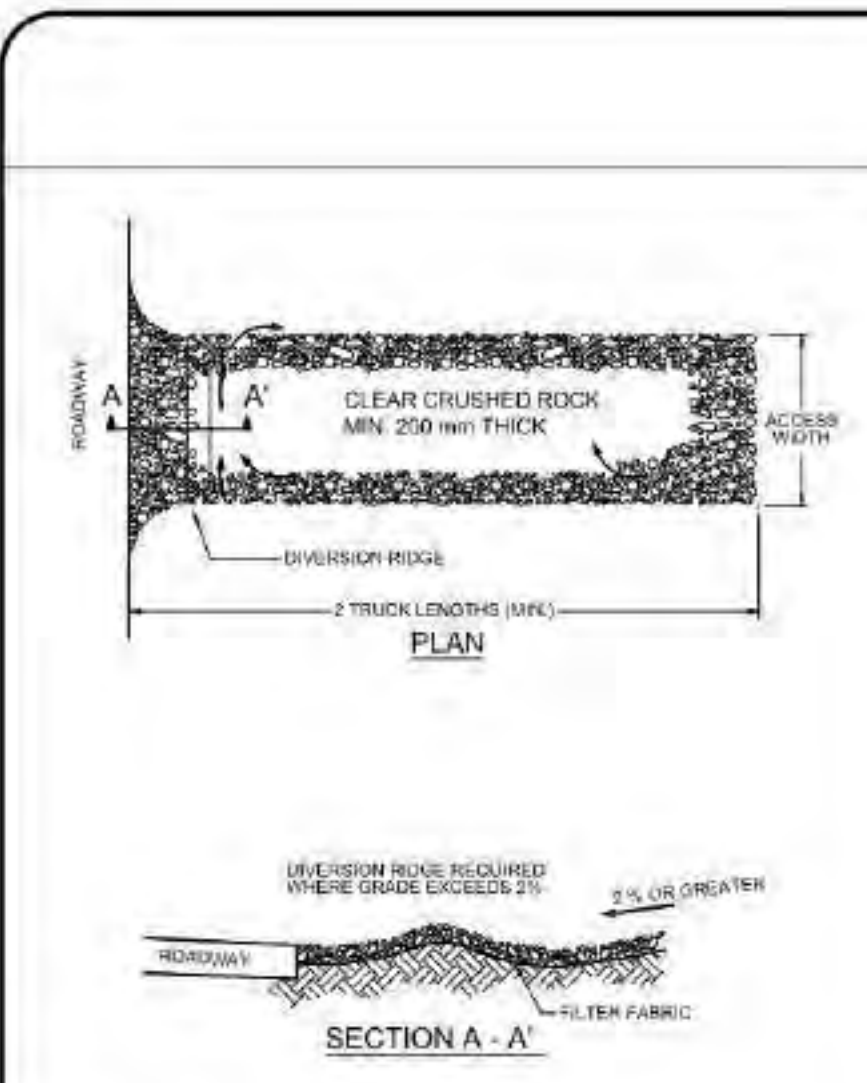 ROADWAY
A
A'
CLEAR CRUSHED ROCK
MIN. 200 mm THICK
ACCESS
WIDTH
DIVERSION RIDGE
2 TRUCK LENGTHS (MIN.)
PLAN
DIVERSION RIDGE REQUIRED
WHERE GRADE EXCEEDS 2%
2 % OR GREATER
ROADWAY
FILTER FABRIC
SECTION A - A'